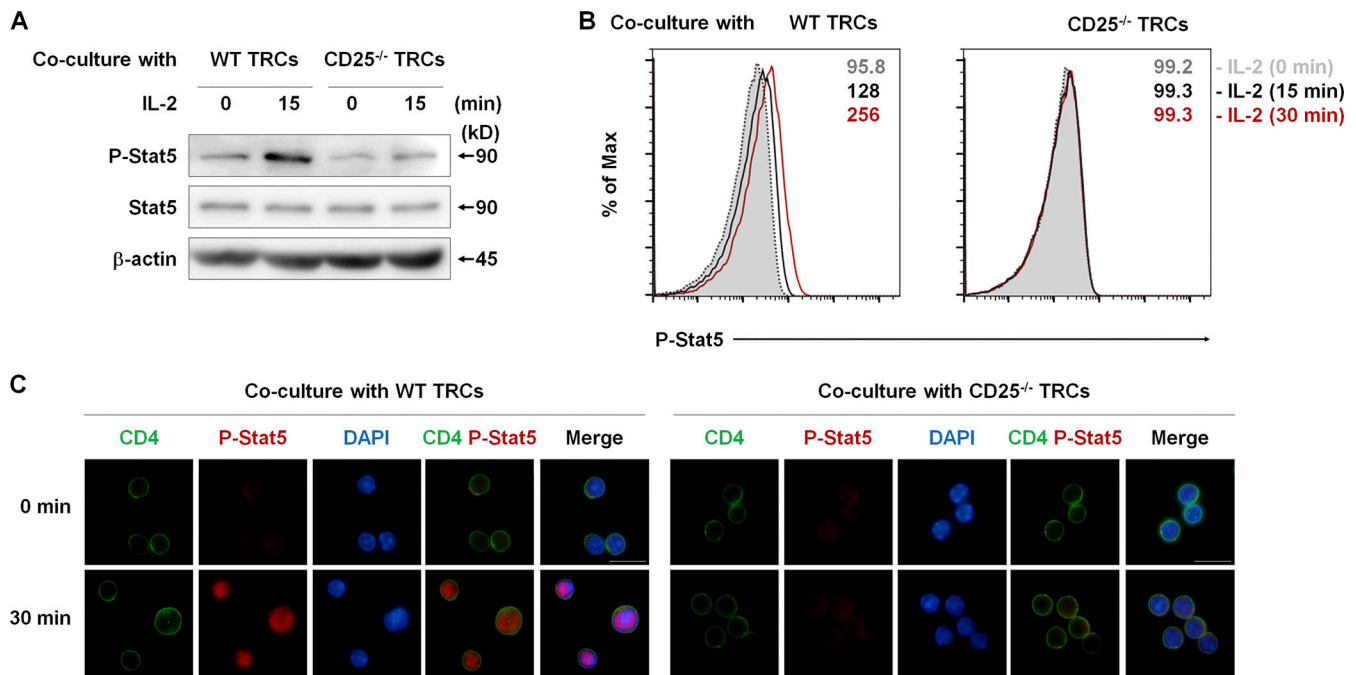 A
Co-culture with WT TRCs CD25-/- TRCs
IL-2 0 15 0 15 (min)
(kD)
P-Stat5 ←90
Stat5 ←90
β-actin ←45
B
Co-culture with WT TRCs CD25-/- TRCs
95.8
128
256
99.2 - IL-2 (0 min)
99.3 - IL-2 (15 min)
99.3 - IL-2 (30 min)
% of Max
P-Stat5
C
Co-culture with WT TRCs Co-culture with CD25-/- TRCs
CD4 P-Stat5 DAPI CD4 P-Stat5 Merge CD4 P-Stat5 DAPI CD4 P-Stat5 Merge
0 min
30 min